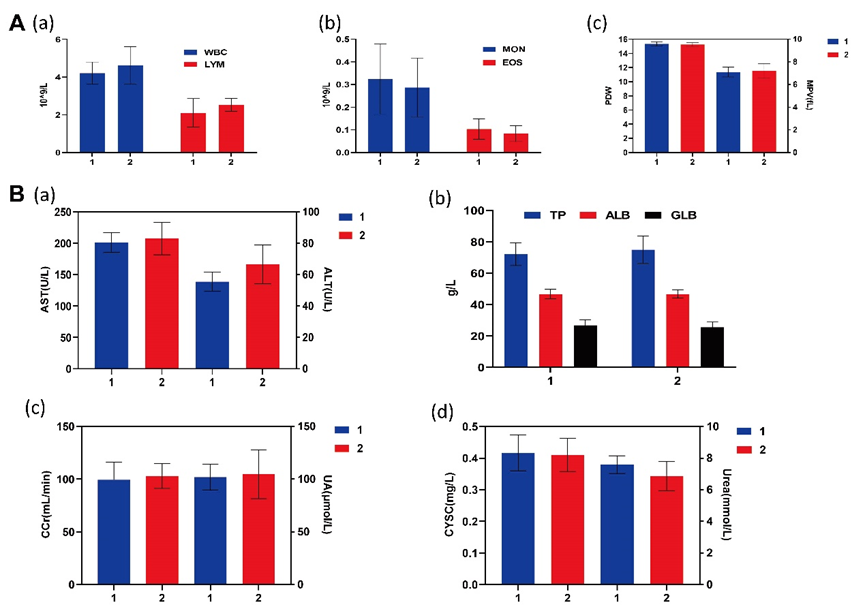 A (a)
6
4
2
0
10^9/L
WBC
LYM
1 2 1 2
(b)
0.5
0.4
0.3
0.2
0.1
0.0
10^9/L
MON
EOS
1 2 1 2
(c)
16
14
12
10
8
6
4
2
0
PDW
10
8
6
4
2
0
MPV(fL)
1
2
1 2 1 2
B (a)
250
200
150
100
50
0
AST(U/L)
100
80
60
40
20
0
ALT(U/L)
1
2
1 2 1 2
(b)
100
80
60
40
20
0
g/L
TP ALB GLB
1 2
(c)
150
100
50
0
CCr(mL/min)
150
100
50
0
UA(μmol/L)
1
2
1 2 1 2
(d)
0.5
0.4
0.3
0.2
0.1
0.0
CYSC(mg/L)
10
8
6
4
2
0
Urea(mmol/L)
1
2
1 2 1 2